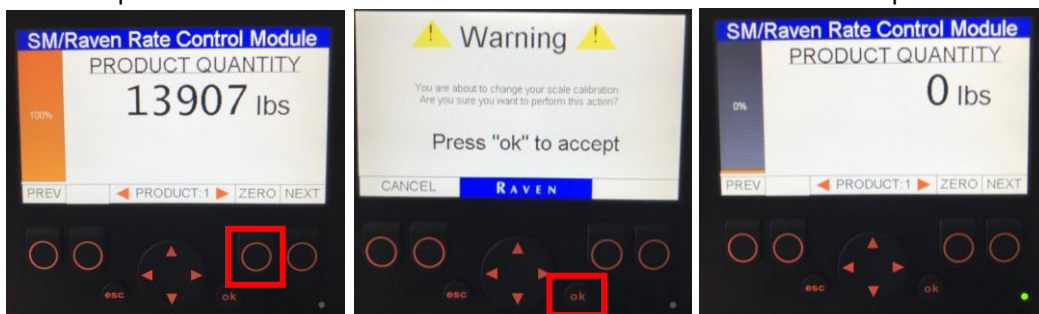 SM/Raven Rate Control Module
PRODUCT QUANTITY
13907 lbs
100%
PREV ◀ PRODUCT:1 ▶ ZERO NEXT
esc ok
Warning
You are about to change your scale calibration
Are you sure you want to perform this action?
Press "ok" to accept
CANCEL RAVEN
esc ok
SM/Raven Rate Control Module
PRODUCT QUANTITY
0 lbs
0%
PREV ◀ PRODUCT:1 ▶ ZERO NEXT
esc ok